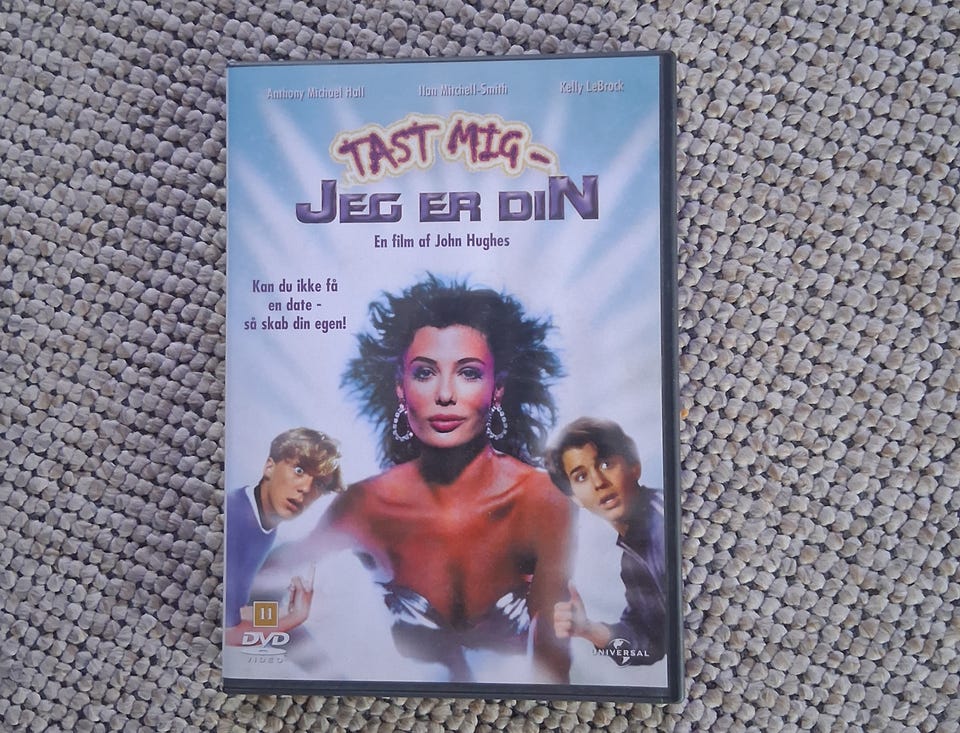 Anthony Michael Hall Ilan Mitchell-Smith Kelly LeBrock
TAST MIG -
JEG ER DIN
En film af John Hughes
Kan du ikke få
en date -
så skab din egen!
11
DVD
VIDEO
UNIVERSAL